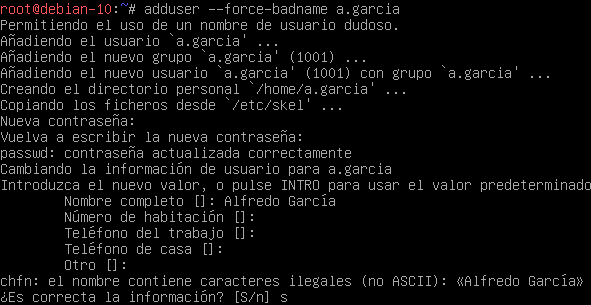 root@debian-10:~# adduser --force-badname a.garcia
Permitiendo el uso de un nombre de usuario dudoso.
Añadiendo el usuario `a.garcia' ...
Añadiendo el nuevo grupo `a.garcia' (1001) ...
Añadiendo el nuevo usuario `a.garcia' (1001) con grupo `a.garcia' ...
Creando el directorio personal `/home/a.garcia' ...
Copiando los ficheros desde `/etc/skel' ...
Nueva contraseña:
Vuelva a escribir la nueva contraseña:
passwd: contraseña actualizada correctamente
Cambiando la información de usuario para a.garcia
Introduzca el nuevo valor, o pulse INTRO para usar el valor predeterminado
Nombre completo []: Alfredo García
Número de habitación []:
Teléfono del trabajo []:
Teléfono de casa []:
Otro []:
chfn: el nombre contiene caracteres ilegales (no ASCII): «Alfredo García»
¿Es correcta la información? [S/n] s